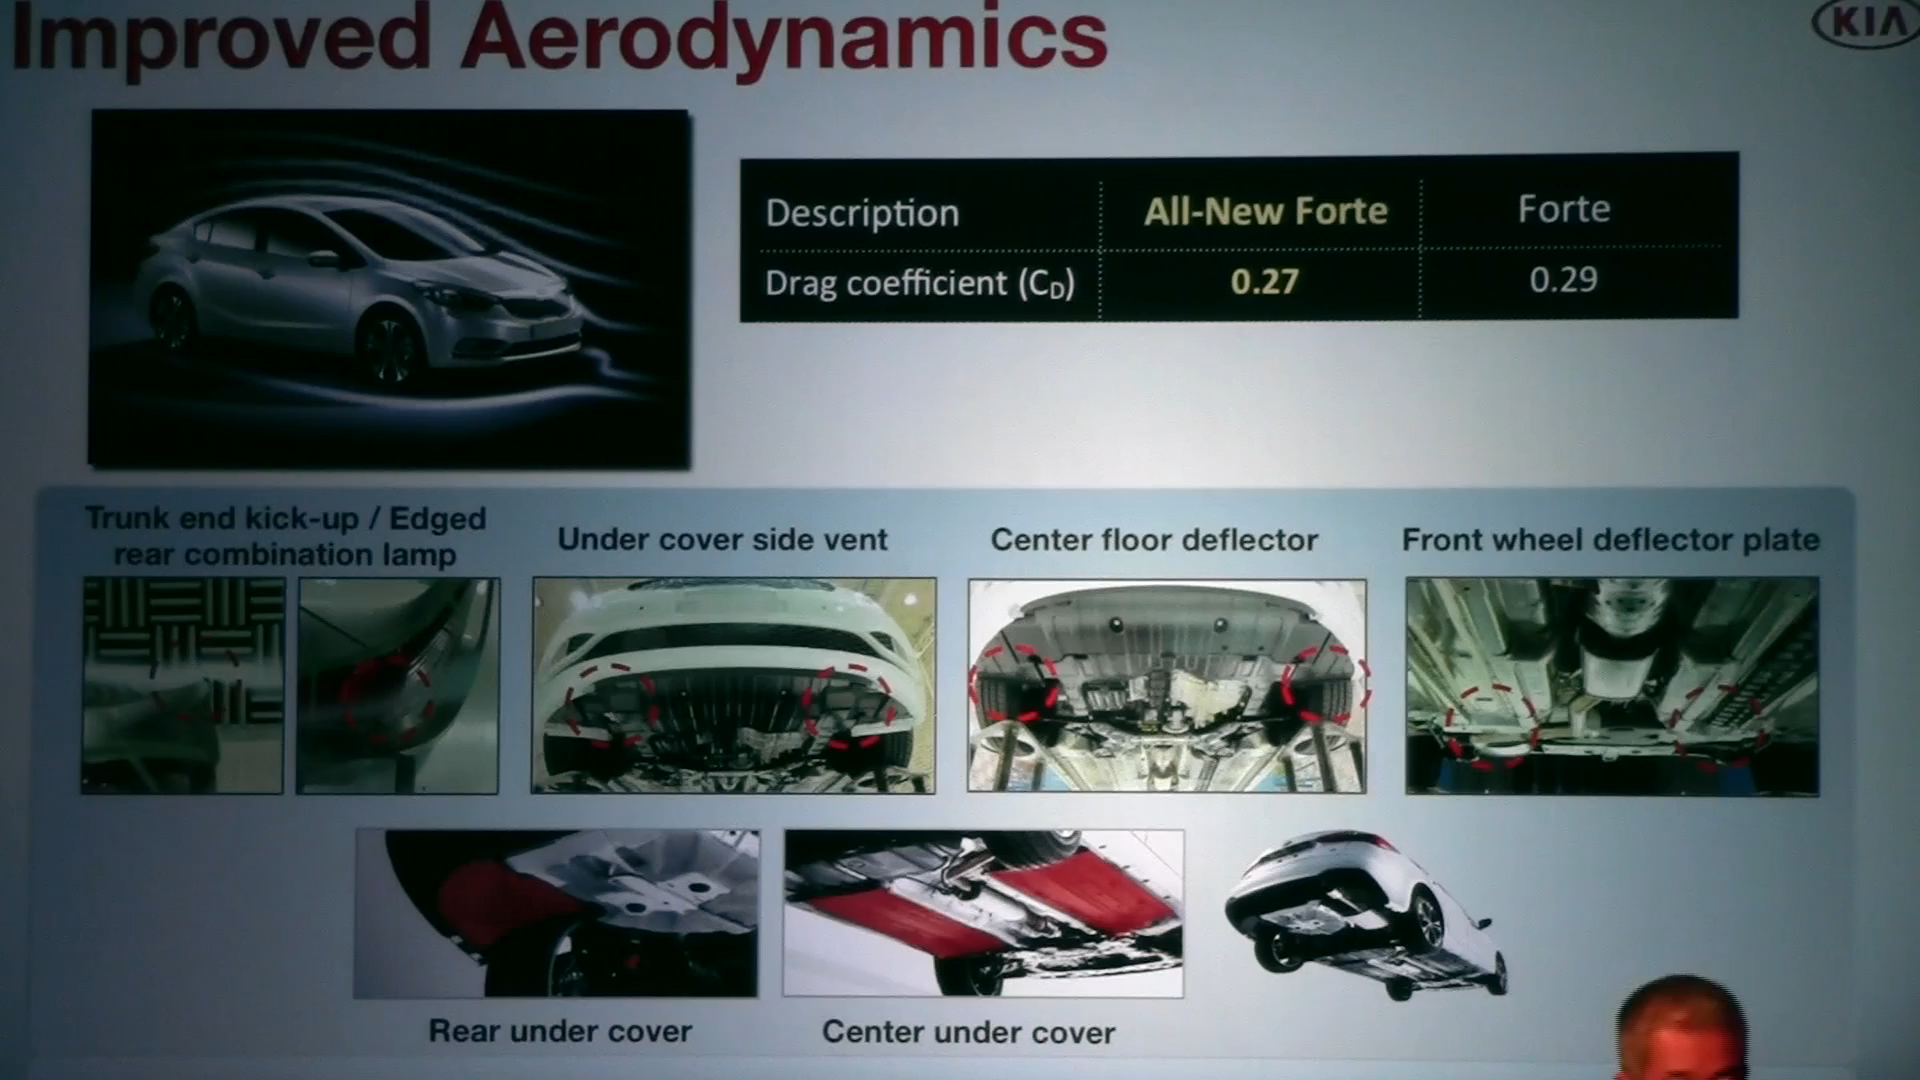 Improved Aerodynamics
KIA
Description All-New Forte Forte
Drag coefficient (CD) 0.27 0.29
Trunk end kick-up / Edged
rear combination lamp
Under cover side vent
Center floor deflector
Front wheel deflector plate
Rear under cover
Center under cover